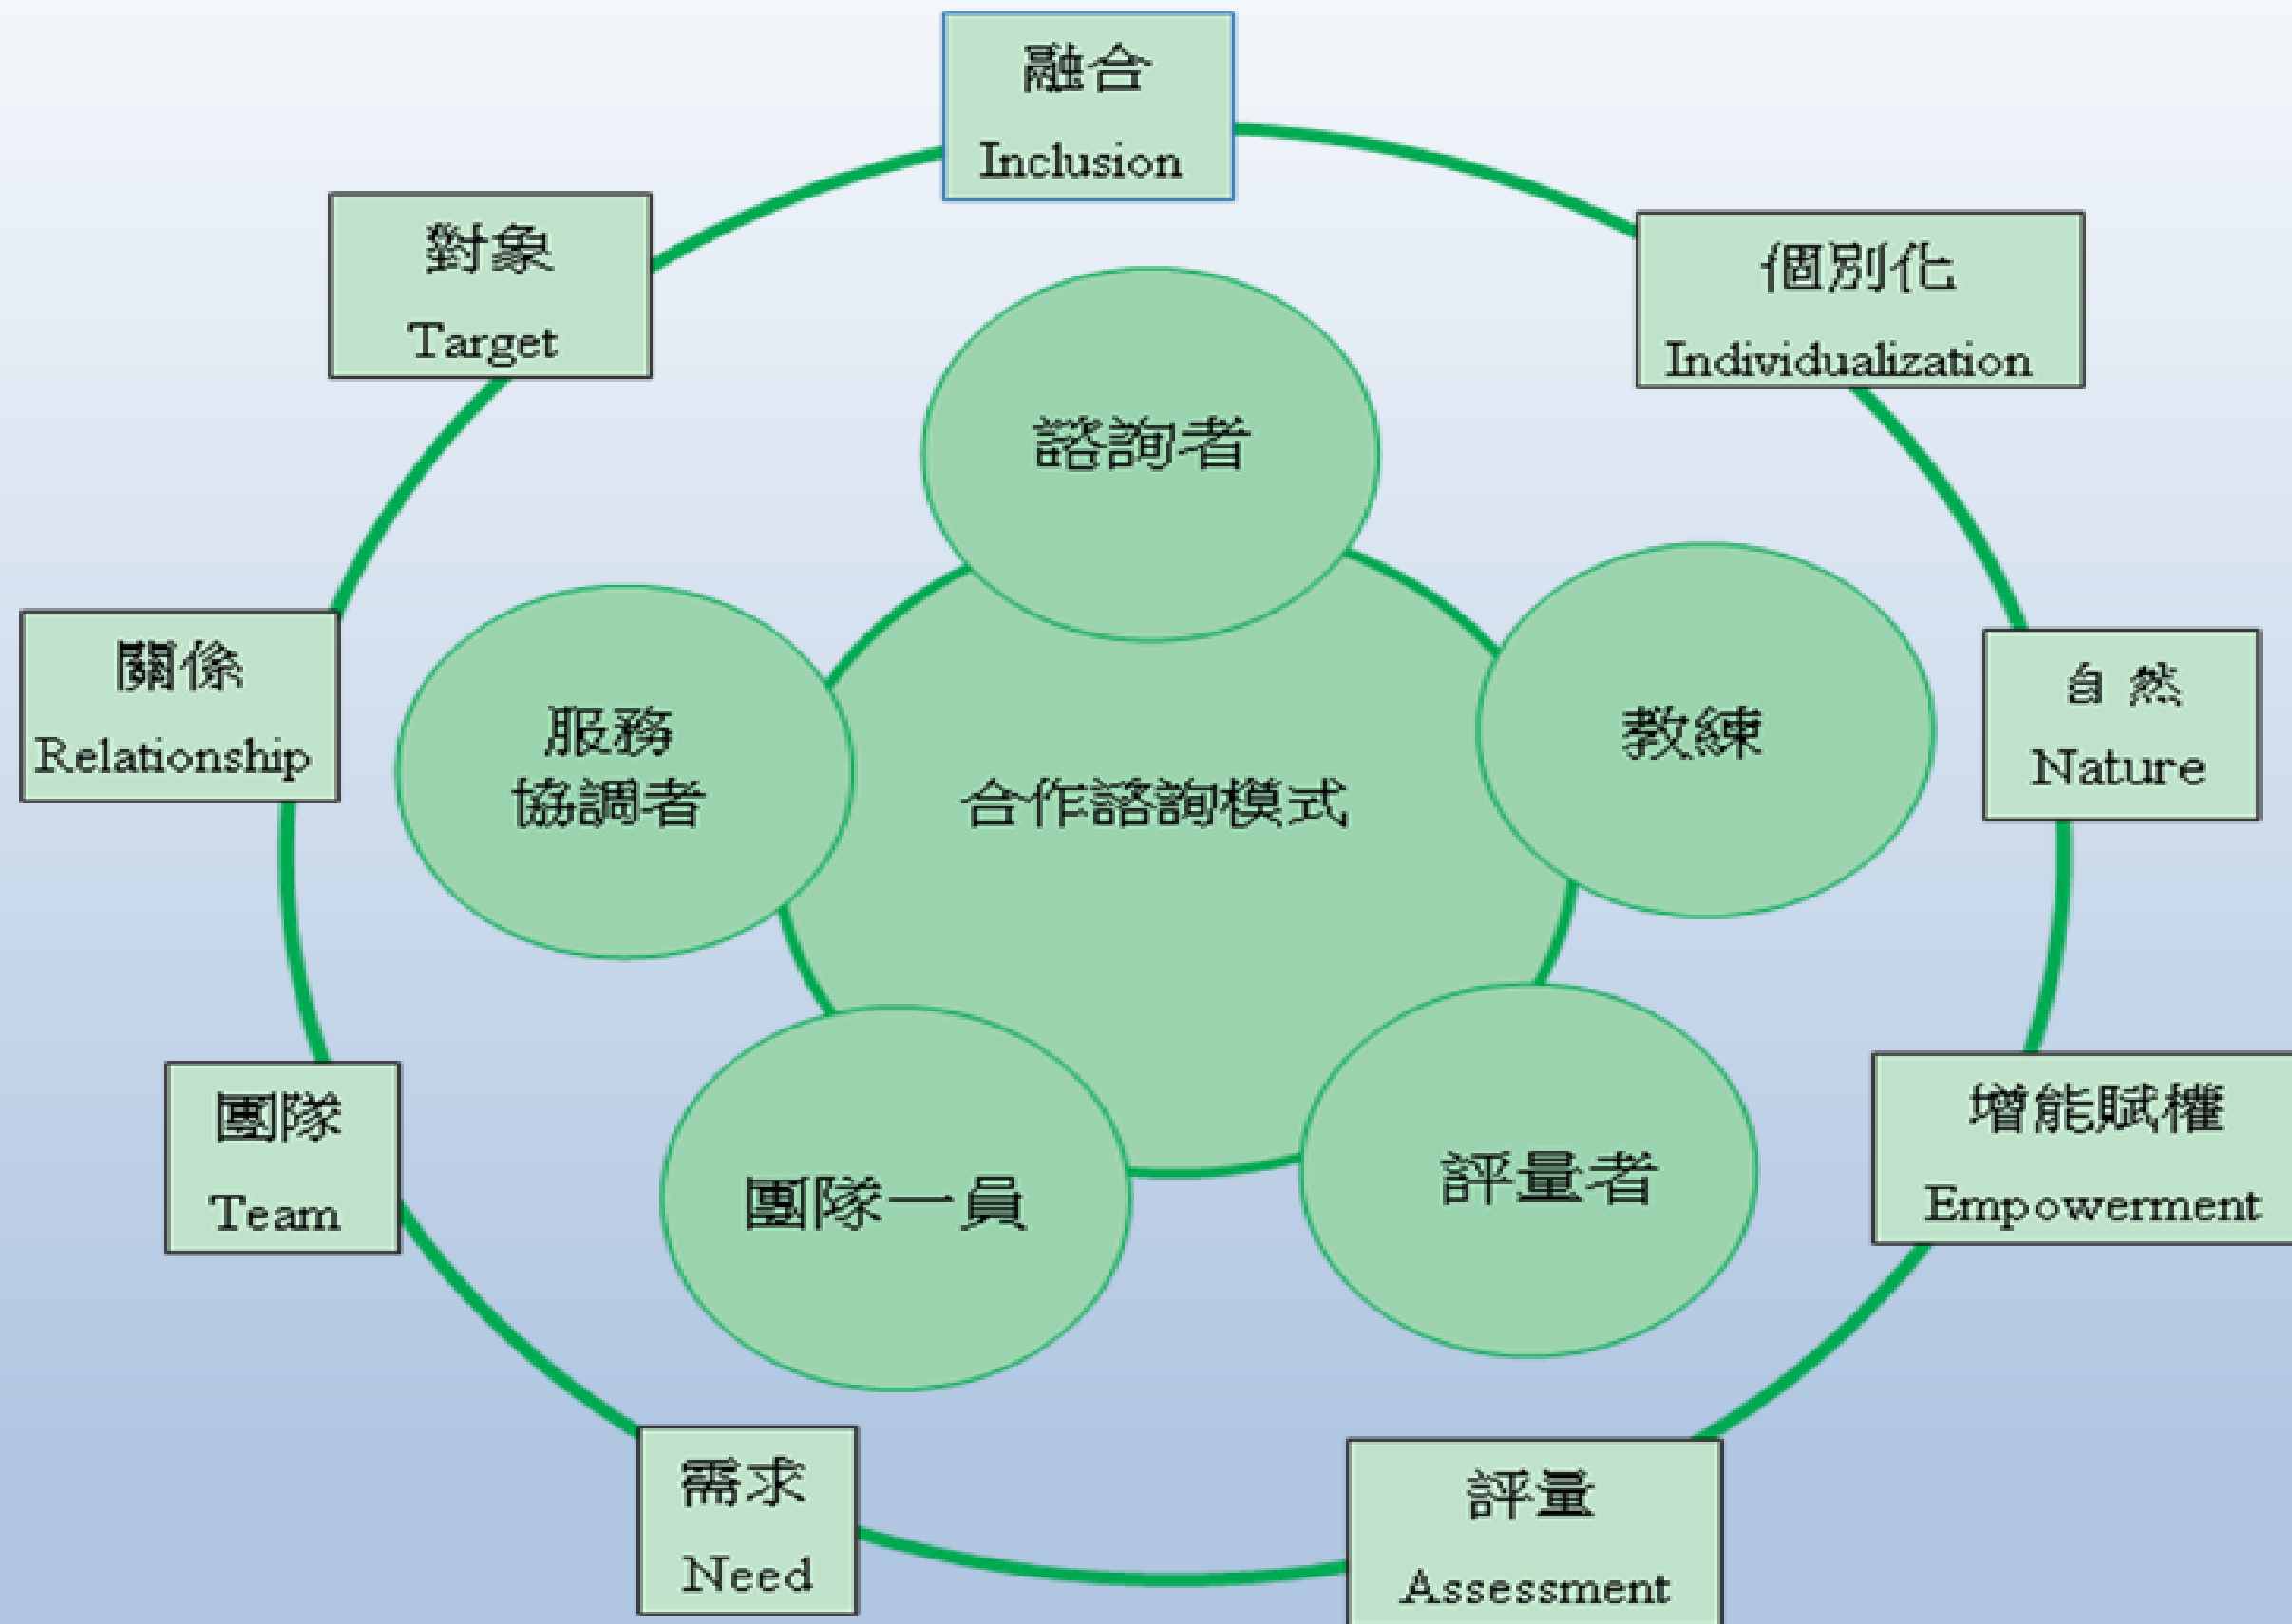 融合
Inclusion
對象
Target
個別化
Individualization
諮詢者
關係
Relationship
服務
協調者
合作諮詢模式
教練
自然
Nature
團隊
Team
團隊一員
評量者
增能賦權
Empowerment
需求
Need
評量
Assessment